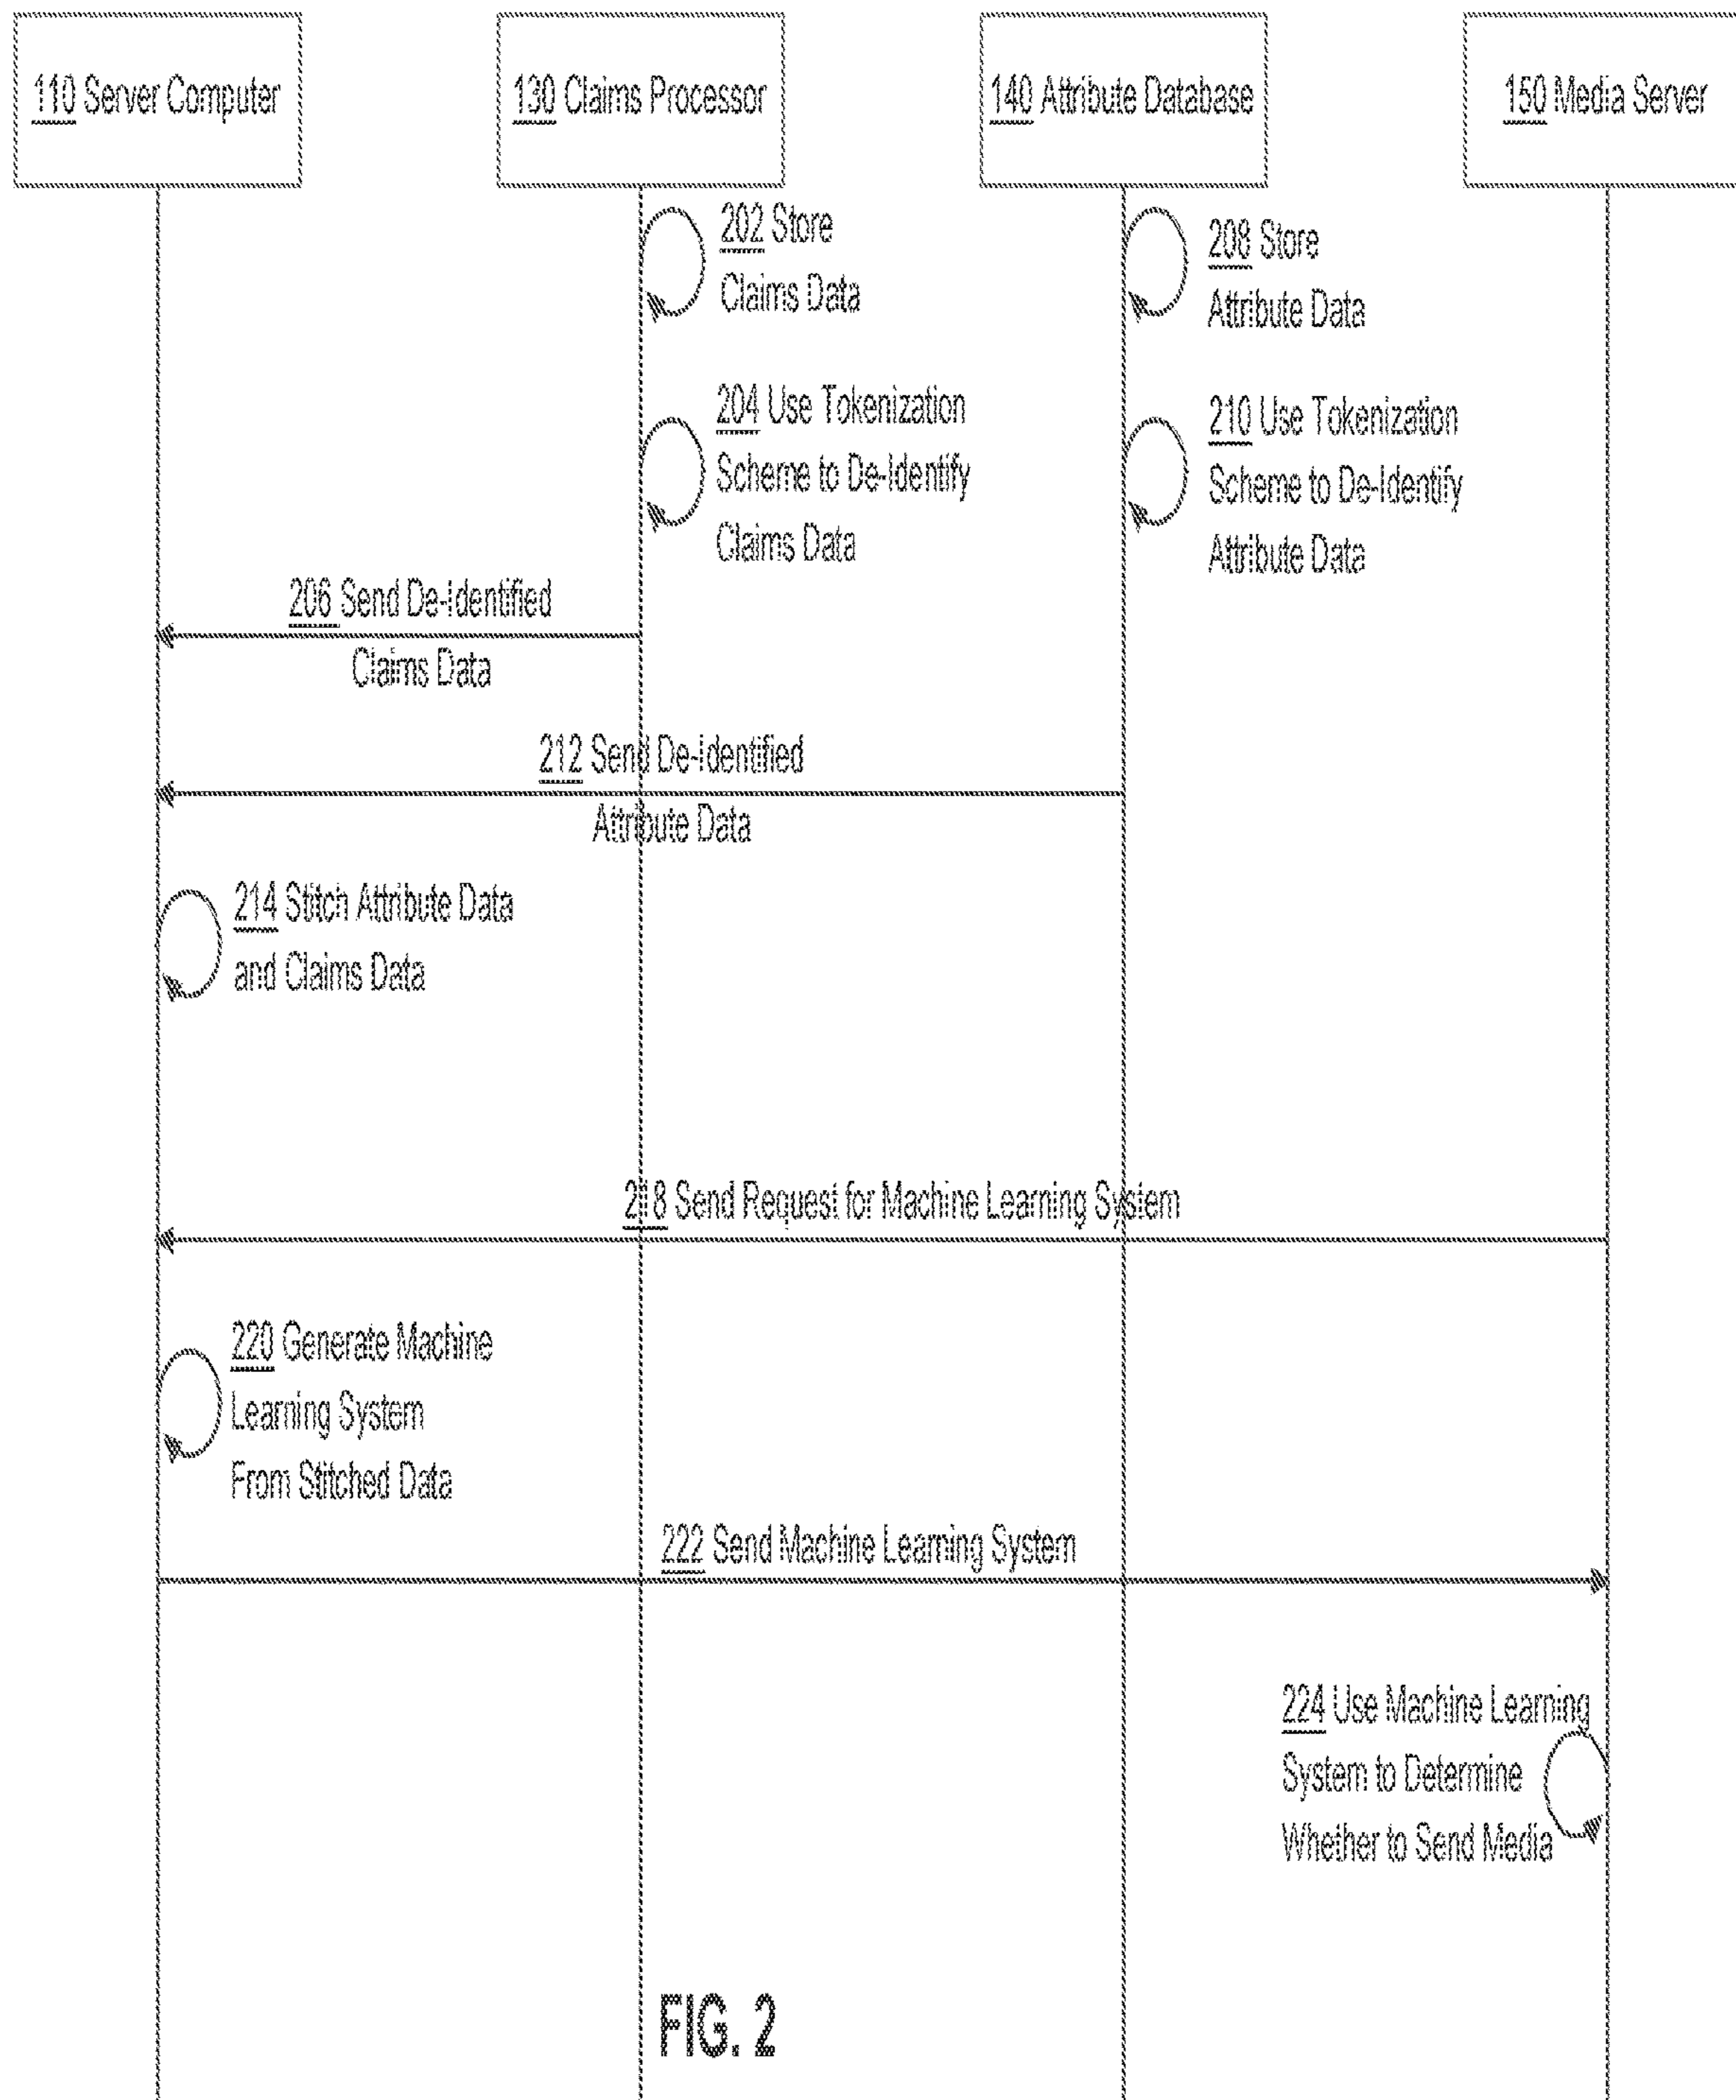 110 Server Computer
130 Claims Processor
140 Attribute Database
150 Media Server
202 Store
Claims Data
208 Store
Attribute Data
204 Use Tokenization
Scheme to De-Identify
Claims Data
210 Use Tokenization
Scheme to De-Identify
Attribute Data
206 Send De-Identified
Claims Data
212 Send De-Identified
Attribute Data
214 Stitch Attribute Data
and Claims Data
218 Send Request for Machine Learning System
220 Generate Machine
Learning System
From Stitched Data
222 Send Machine Learning System
224 Use Machine Learning
System to Determine
Whether to Send Media
FIG. 2